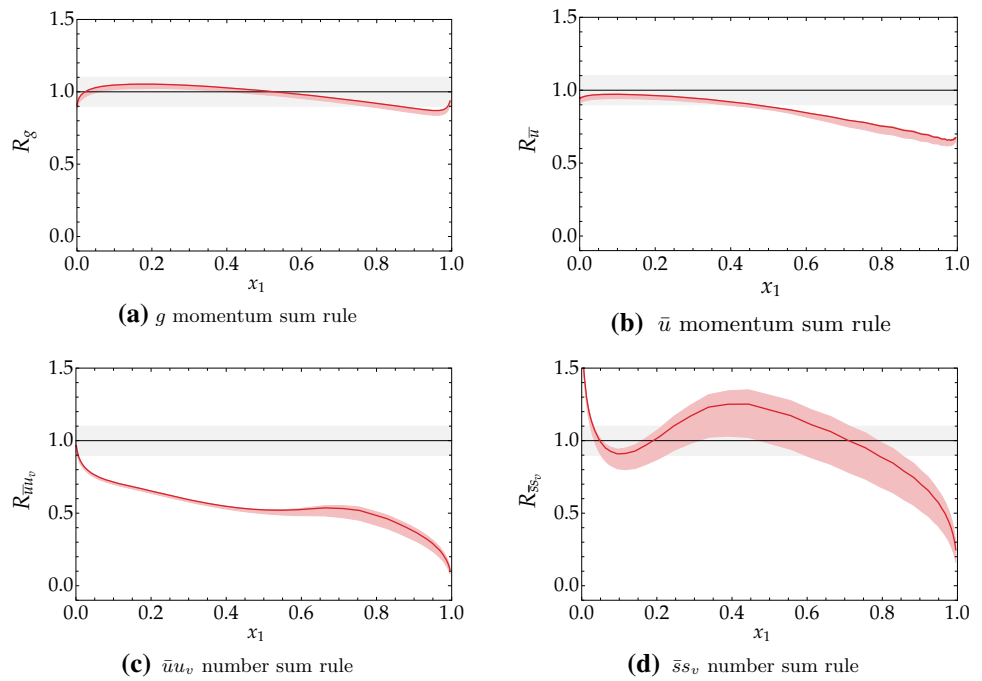 1.5
1.0
0.5
0.0
R_g
0.0 0.2 0.4 0.6 0.8 1.0
x₁
(a) g momentum sum rule
1.5
1.0
0.5
0.0
R_ū
0.0 0.2 0.4 0.6 0.8 1.0
x₁
(b) ū momentum sum rule
1.5
1.0
0.5
0.0
R_ūu_v
0.0 0.2 0.4 0.6 0.8 1.0
x₁
(c) ūu_v number sum rule
1.5
1.0
0.5
0.0
R_s̄s_v
0.0 0.2 0.4 0.6 0.8 1.0
x₁
(d) s̄s_v number sum rule